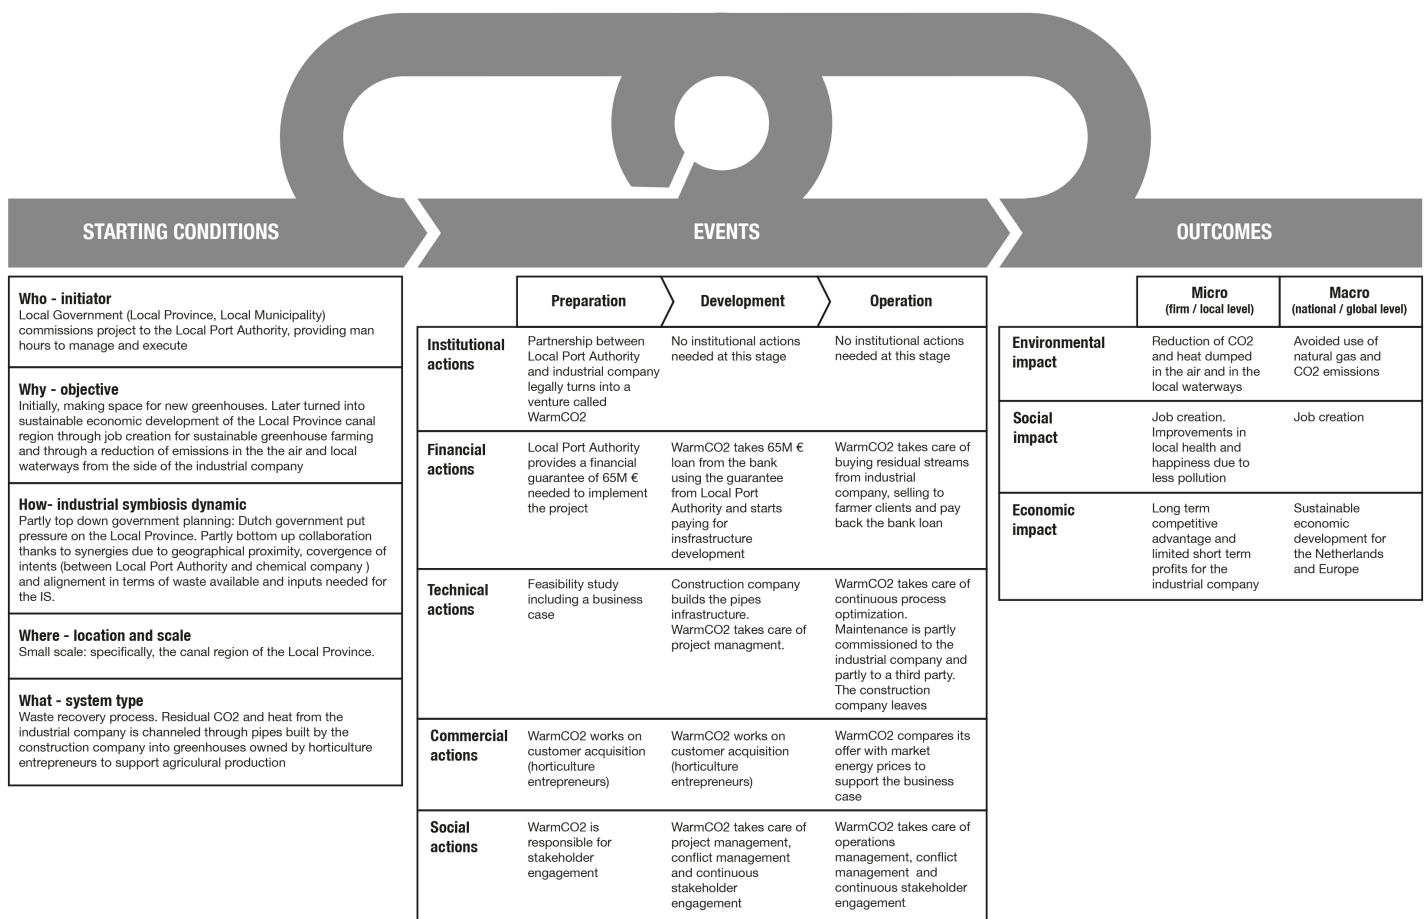 STARTING CONDITIONS
EVENTS
OUTCOMES
Who - initiator
Local Government (Local Province, Local Municipality)
commissions project to the Local Port Authority, providing man
hours to manage and execute
Why - objective
Initially, making space for new greenhouses. Later turned into
sustainable economic development of the Local Province canal
region through job creation for sustainable greenhouse farming
and through a reduction of emissions in the the air and local
waterways from the side of the industrial company
How- industrial symbiosis dynamic
Partly top down government planning: Dutch government put
pressure on the Local Province. Partly bottom up collaboration
thanks to synergies due to geographical proximity, covergence of
intents (between Local Port Authority and chemical company )
and alignement in terms of waste available and inputs needed for
the IS.
Where - location and scale
Small scale: specifically, the canal region of the Local Province.
What - system type
Waste recovery process. Residual CO2 and heat from the
industrial company is channeled through pipes built by the
construction company into greenhouses owned by horticulture
entrepreneurs to support agriculural production
Preparation
Development
Operation
Institutional
actions
Partnership between
Local Port Authority
and industrial company
legally turns into a
venture called
WarmCO2
No institutional actions
needed at this stage
No institutional actions
needed at this stage
Financial
actions
Local Port Authority
provides a financial
guarantee of 65M €
needed to implement
the project
WarmCO2 takes 65M €
loan from the bank
using the guarantee
from Local Port
Authority and starts
paying for
insfrastructure
development
WarmCO2 takes care of
buying residual streams
from industrial
company, selling to
farmer clients and pay
back the bank loan
Technical
actions
Feasibility study
including a business
case
Construction company
builds the pipes
infrastructure.
WarmCO2 takes care of
project managment.
WarmCO2 takes care of
continuous process
optimization.
Maintenance is partly
commissioned to the
industrial company and
partly to a third party.
The construction
company leaves
Commercial
actions
WarmCO2 works on
customer acquisition
(horticulture
entrepreneurs)
WarmCO2 works on
customer acquisition
(horticulture
entrepreneurs)
WarmCO2 compares its
offer with market
energy prices to
support the business
case
Social
actions
WarmCO2 is
responsible for
stakeholder
engagement
WarmCO2 takes care of
project management,
conflict management
and continuous
stakeholder
engagement
WarmCO2 takes care of
operations
management, conflict
management and
continuous stakeholder
engagement
Micro
(firm / local level)
Macro
(national / global level)
Environmental
impact
Reduction of CO2
and heat dumped
in the air and in the
local waterways
Avoided use of
natural gas and
CO2 emissions
Social
impact
Job creation.
Improvements in
local health and
happiness due to
less pollution
Job creation
Economic
impact
Long term
competitive
advantage and
limited short term
profits for the
industrial company
Sustainable
economic
development for
the Netherlands
and Europe